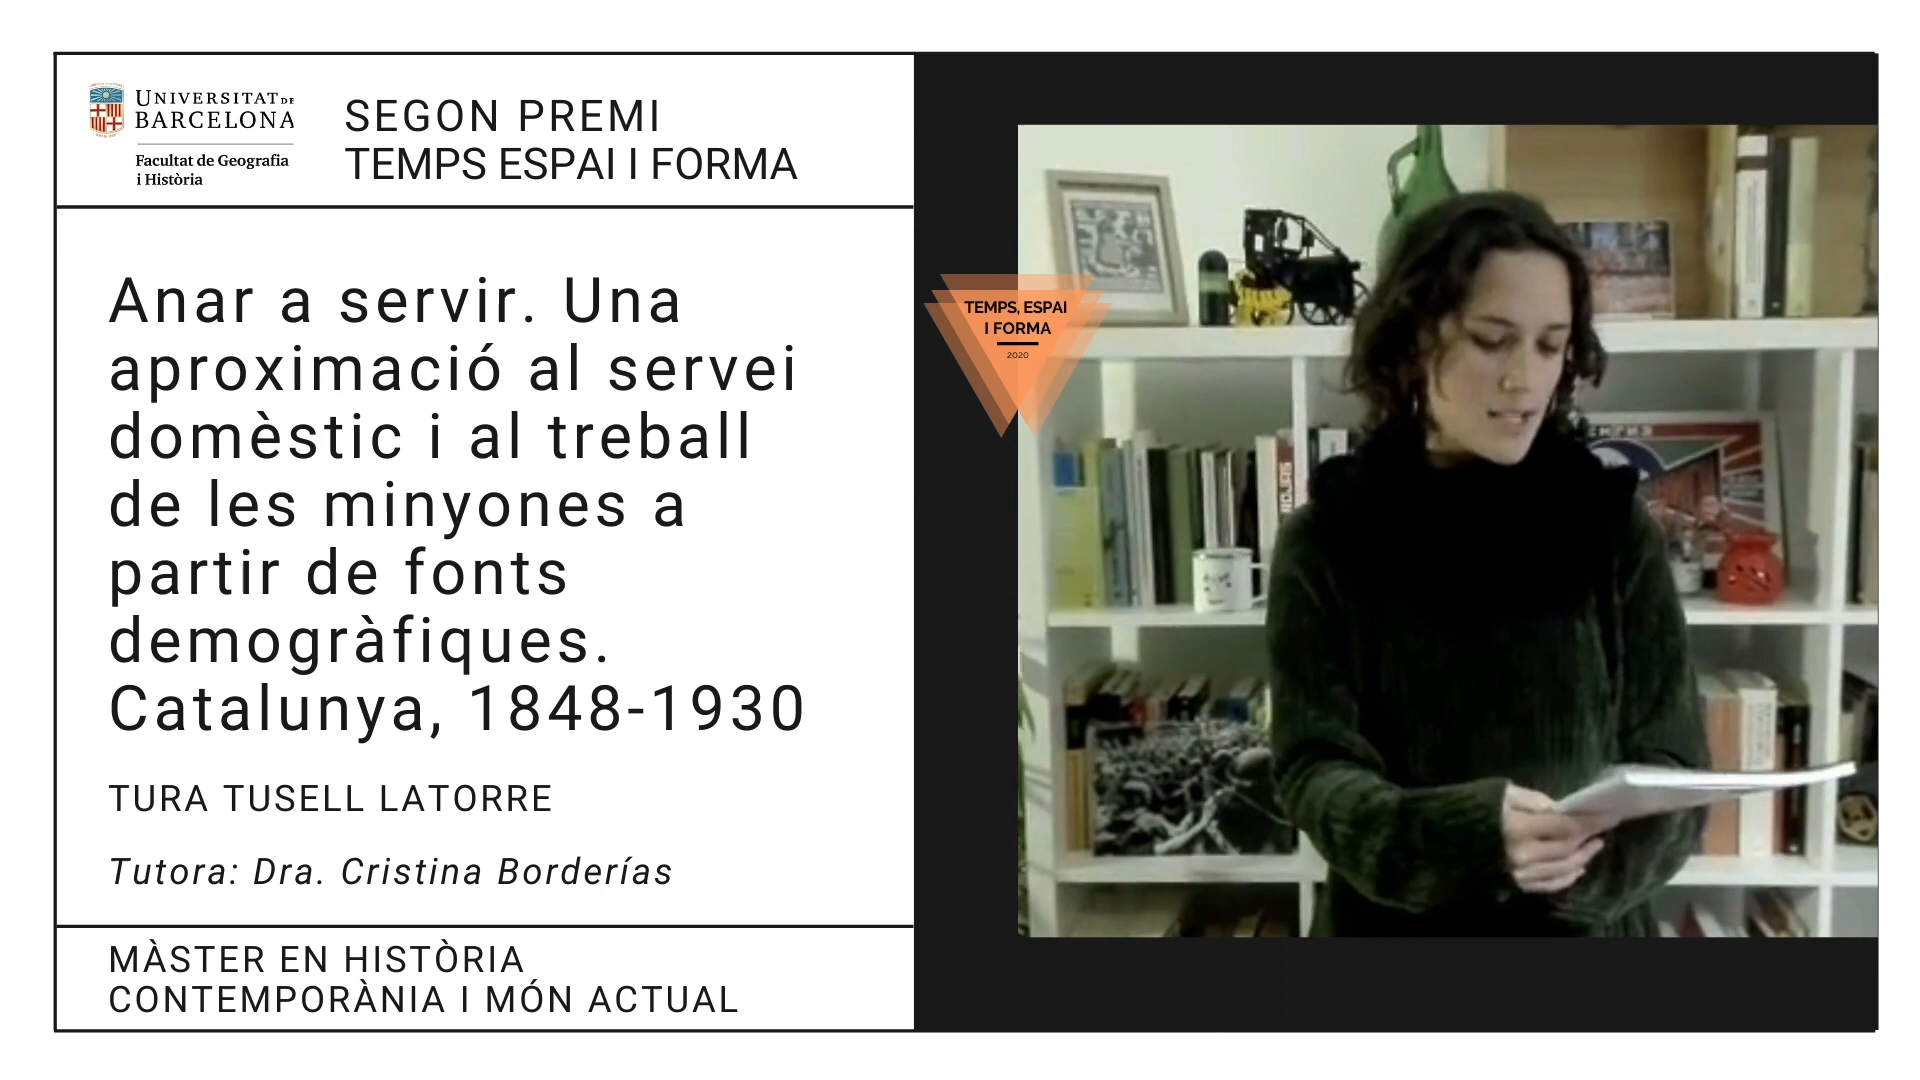 UNIVERSITAT DE
BARCELONA
Facultat de Geografia
i Història
SEGON PREMI
TEMPS ESPAI I FORMA
Anar a servir. Una
aproximació al servei
domèstic i al treball
de les minyones a
partir de fonts
demogràfiques.
Catalunya, 1848-1930
TURA TUSELL LATORRE
Tutora: Dra. Cristina Borderías
MÀSTER EN HISTÒRIA
CONTEMPORÀNIA I MÓN ACTUAL
TEMPS, ESPAI
I FORMA
2020